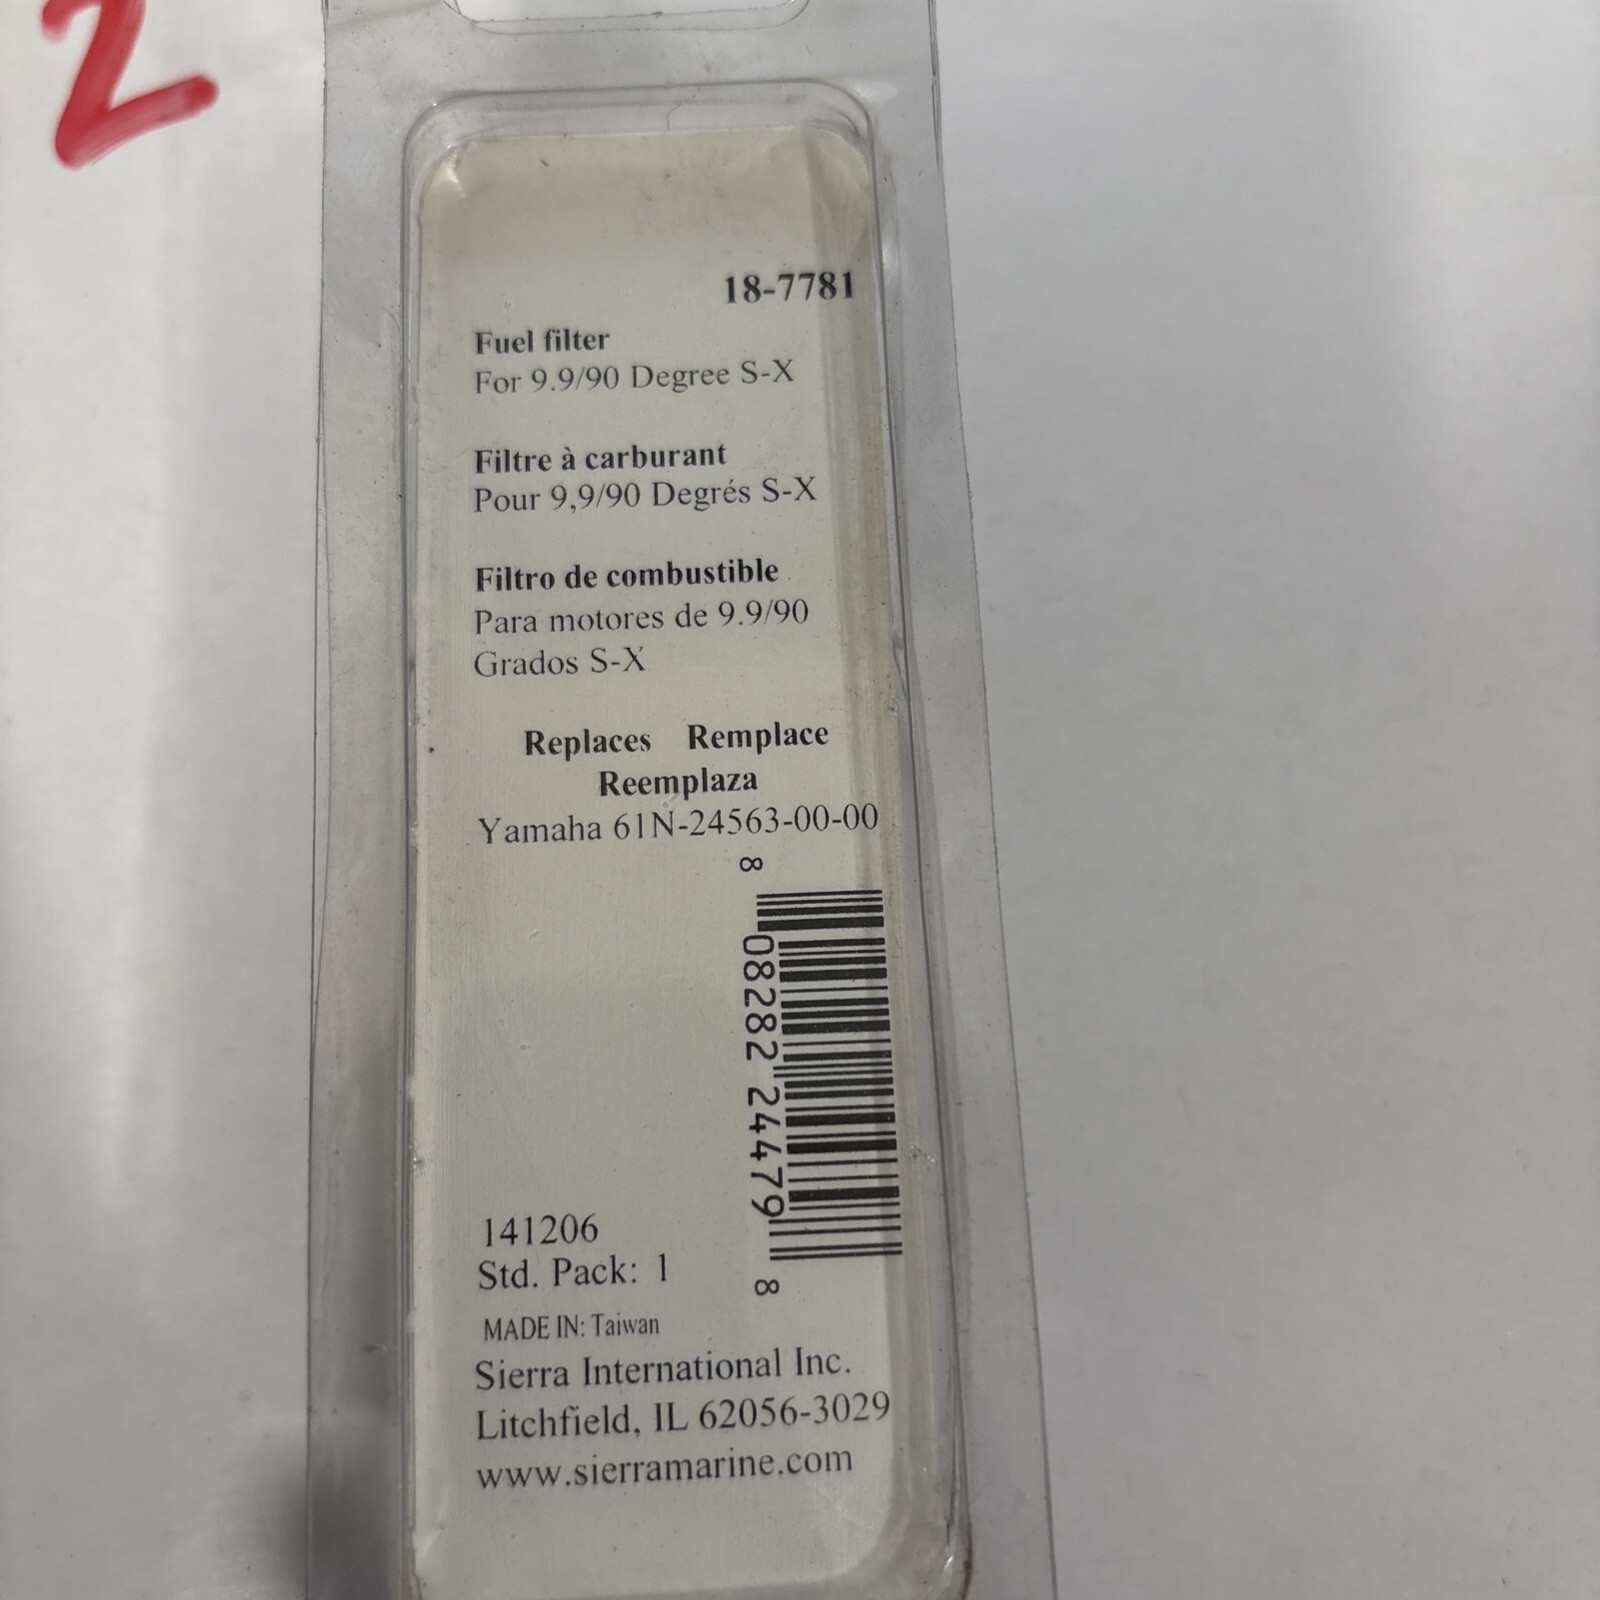 2
18-7781
Fuel filter
For 9.9/90 Degree S-X
Filtre à carburant
Pour 9,9/90 Degrés S-X
Filtro de combustible
Para motores de 9.9/90
Grados S-X
Replaces Remplace
Reemplaza
Yamaha 61N-24563-00-00
8 08282 24479 8
141206
Std. Pack: 1
MADE IN: Taiwan
Sierra International Inc.
Litchfield, IL 62056-3029
www.sierramarine.com